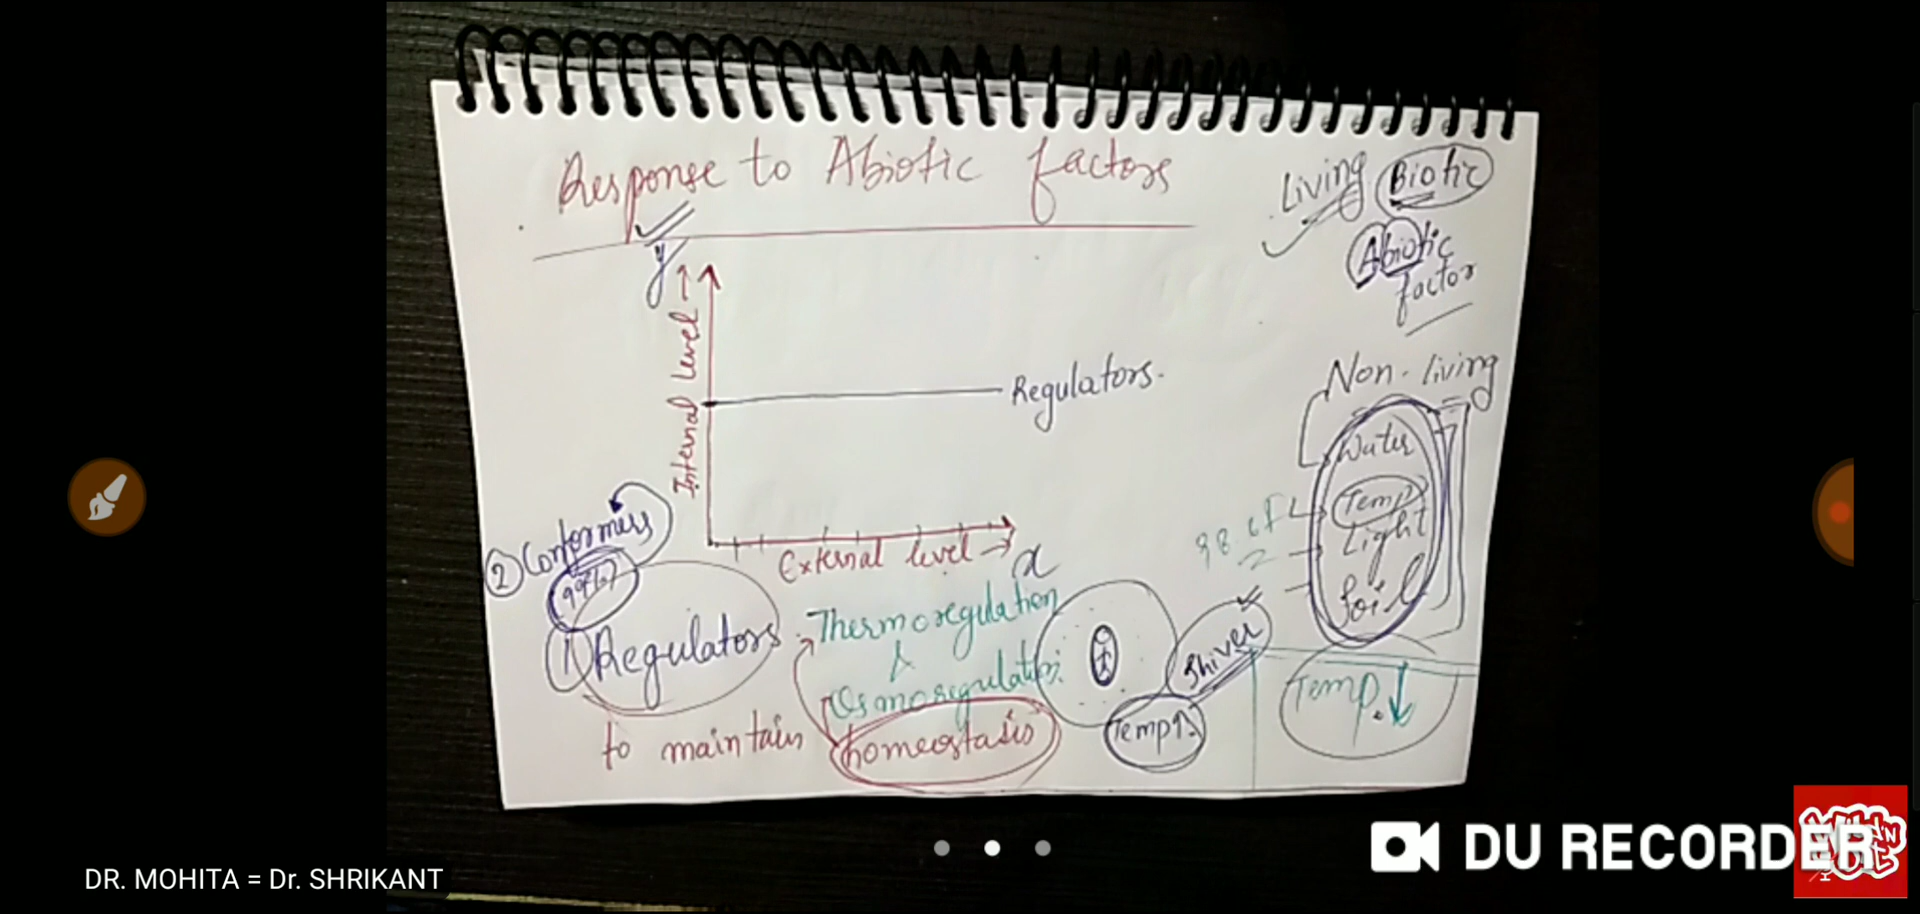 Response to Abiotic factors
Living Biotic
Abiotic
factor
y
Internal level →
Regulators.
Non-living
Water
Temp
Light
Soil
External level →
x
② Conformers
99%
① Regulators
Thermoregulation
&
Osmoregulation
to maintain homeostasis
Shiver
Temp↑
Temp.↓
DU RECORDER
DR. MOHITA = Dr. SHRIKANT